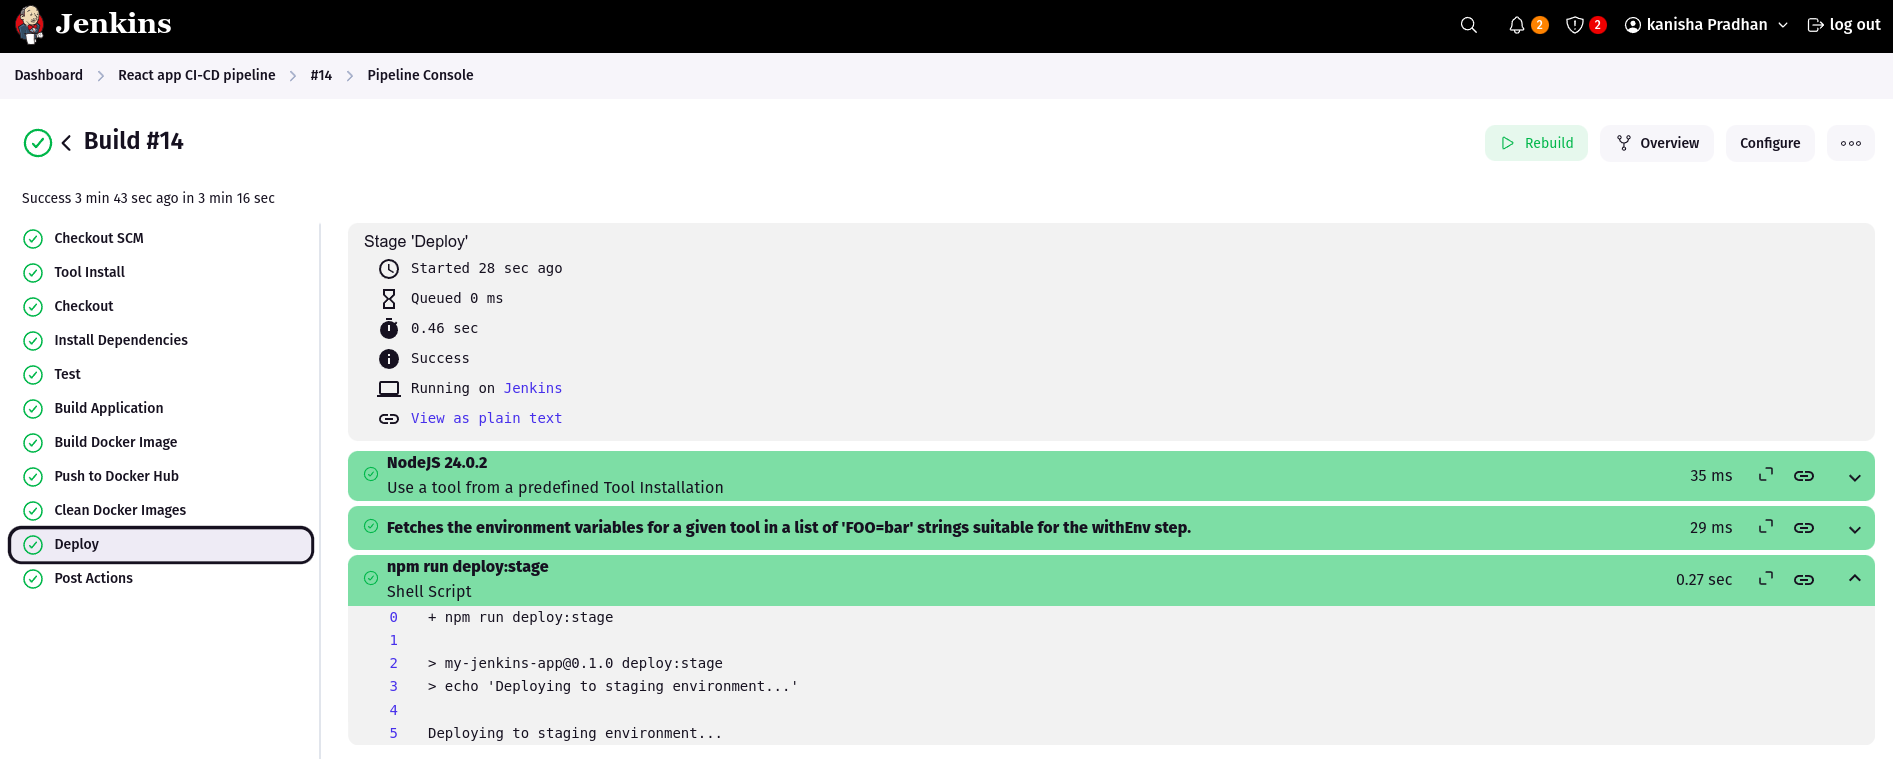 Jenkins
2
2
kanisha Pradhan
log out
Dashboard
React app CI-CD pipeline
#14
Pipeline Console
Build #14
Rebuild
Overview
Configure
Success 3 min 43 sec ago in 3 min 16 sec
Checkout SCM
Tool Install
Checkout
Install Dependencies
Test
Build Application
Build Docker Image
Push to Docker Hub
Clean Docker Images
Deploy
Post Actions
Stage 'Deploy'
Started 28 sec ago
Queued 0 ms
0.46 sec
Success
Running on Jenkins
View as plain text
NodeJS 24.0.2
Use a tool from a predefined Tool Installation
35 ms
Fetches the environment variables for a given tool in a list of 'FOO=bar' strings suitable for the withEnv step.
29 ms
npm run deploy:stage
Shell Script
0.27 sec
0 + npm run deploy:stage
1
2 > my-jenkins-app@0.1.0 deploy:stage
3 > echo 'Deploying to staging environment...'
4
5 Deploying to staging environment...